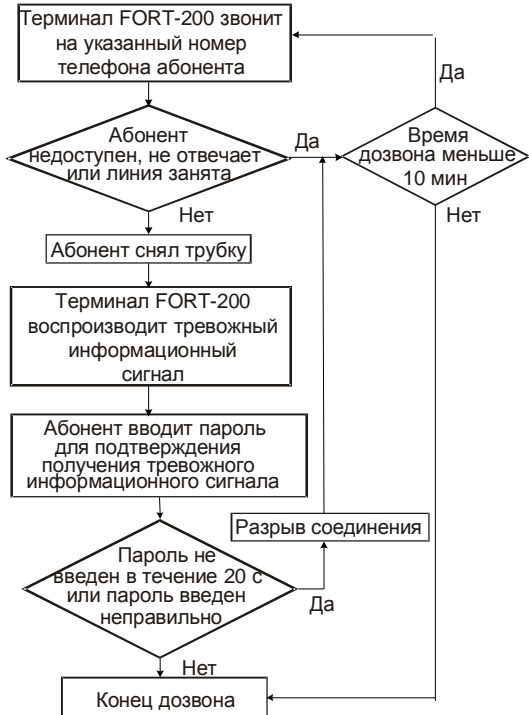 Терминал FORT-200 звонит
на указанный номер
телефона абонента
Да
Абонент
недоступен, не отвечает
или линия занята
Да
Время
дозвона меньше
10 мин
Нет
Нет
Абонент снял трубку
Терминал FORT-200
воспроизводит тревожный
информационный
сигнал
Абонент вводит пароль
для подтверждения
получения тревожного
информационного сигнала
Разрыв соединения
Пароль не
введен в течение 20 с
или пароль введен
неправильно
Да
Нет
Конец дозвона